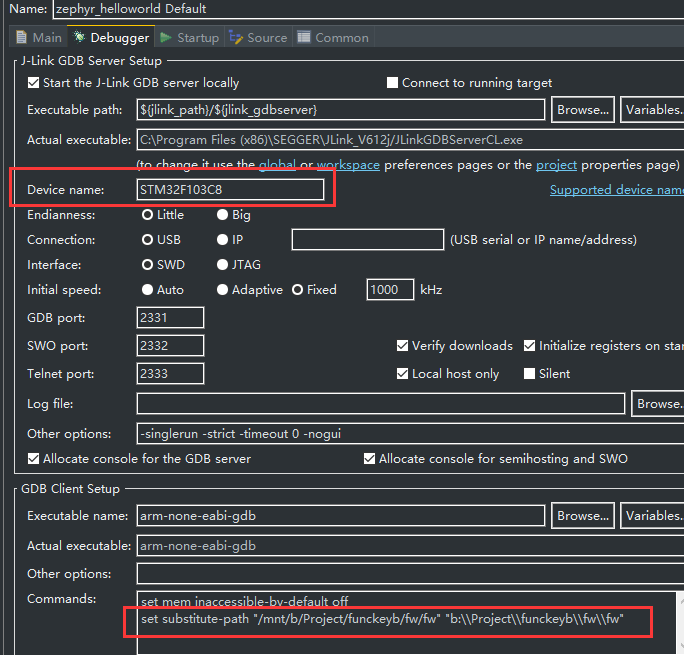 Name: zephyr_helloworld Default
Main Debugger Startup Source Common
J-Link GDB Server Setup
Start the J-Link GDB server locally Connect to running target
Executable path: ${jlink_path}/${jlink_gdbserver} Browse... Variables.
Actual executable: C:\Program Files (x86)\SEGGER\JLink_V612j/JLinkGDBServerCL.exe
(to change it use the global or workspace preferences pages or the project properties page)
Device name: STM32F103C8 Supported device name
Endianness: Little Big
Connection: USB IP (USB serial or IP name/address)
Interface: SWD JTAG
Initial speed: Auto Adaptive Fixed 1000 kHz
GDB port: 2331
SWO port: 2332 Verify downloads Initialize registers on star
Telnet port: 2333 Local host only Silent
Log file: Browse..
Other options: -singlerun -strict -timeout 0 -nogui
Allocate console for the GDB server Allocate console for semihosting and SWO
GDB Client Setup
Executable name: arm-none-eabi-gdb Browse... Variables.
Actual executable: arm-none-eabi-gdb
Other options:
Commands: set mem inaccessible-by-default off
set substitute-path "/mnt/b/Project/funckeyb/fw/fw" "b:\\Project\\funckeyb\\fw\\fw"